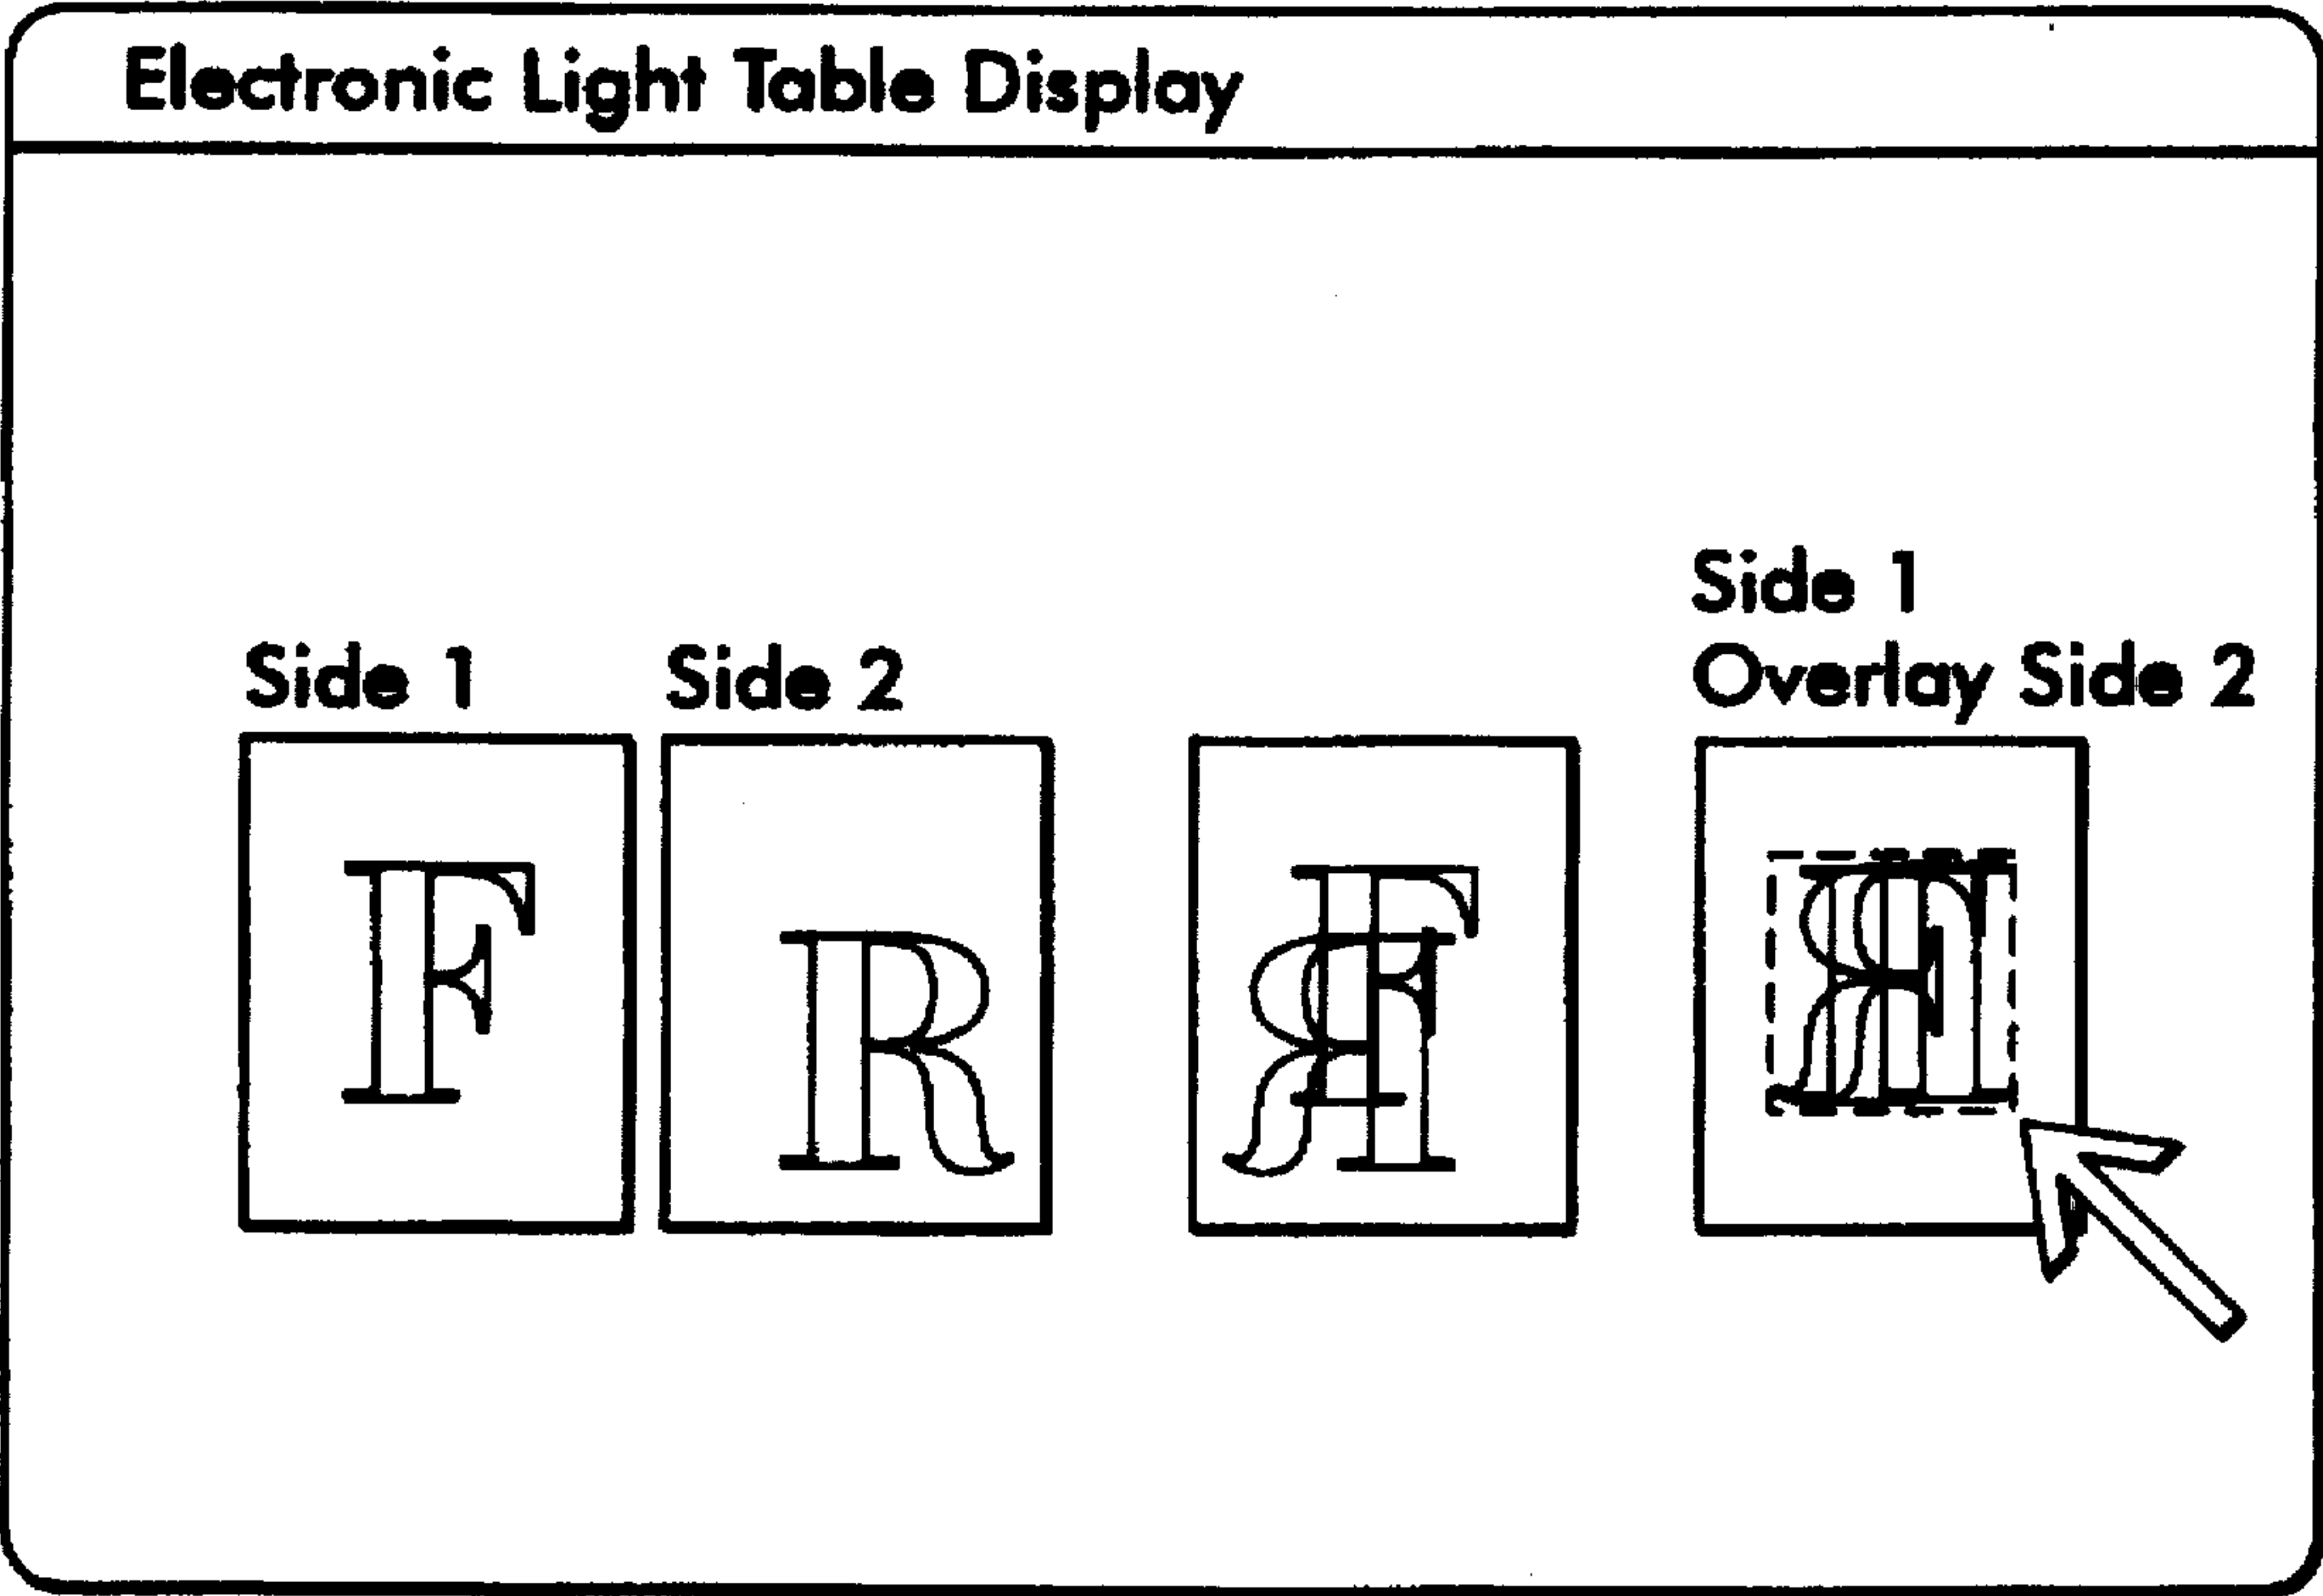 Electronic Light Table Display
Side 1
Overlay Side 2
Side 1
Side 2
F
R
F R
F R